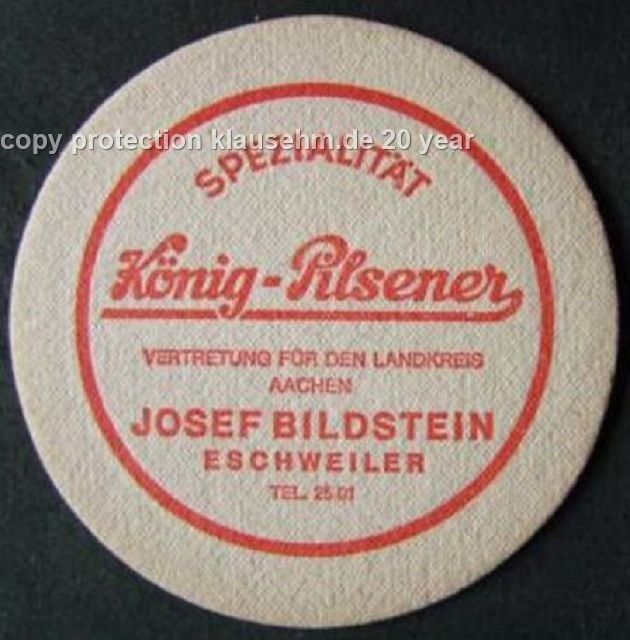 copy protection klausehm.de 20 year
SPEZIALITÄT
König-Pilsener
VERTRETUNG FÜR DEN LANDKREIS
AACHEN
JOSEF BILDSTEIN
ESCHWEILER
TEL. 25 01